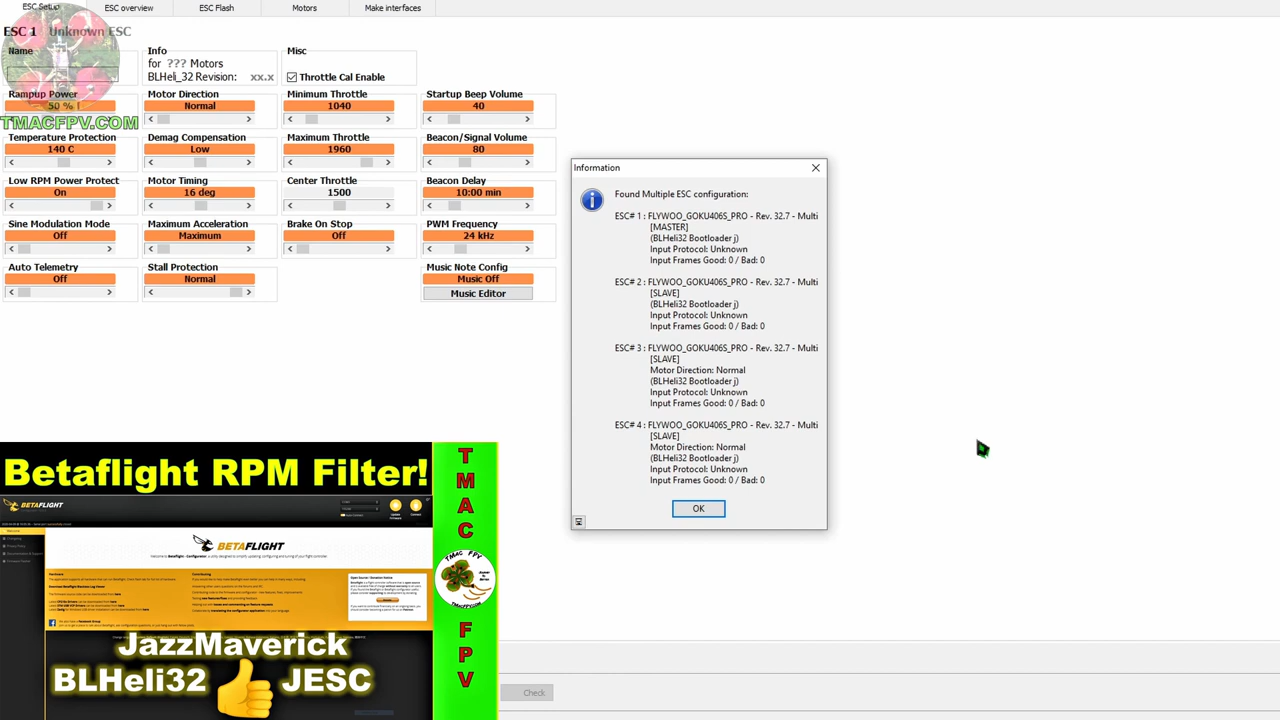 ESC Setup
ESC overview
ESC Flash
Motors
Make interfaces
ESC 1
Unknown ESC
Name
Info
for ??? Motors
BLHeli_32 Revision: xx.x
Misc
Throttle Cal Enable
Rampup Power
50 %
Motor Direction
Normal
Minimum Throttle
1040
Startup Beep Volume
40
TMACFPV.COM
Temperature Protection
140 C
Demag Compensation
Low
Maximum Throttle
1960
Beacon/Signal Volume
80
Low RPM Power Protect
On
Motor Timing
16 deg
Center Throttle
1500
Beacon Delay
10:00 min
Sine Modulation Mode
Off
Maximum Acceleration
Maximum
Brake On Stop
Off
PWM Frequency
24 kHz
Auto Telemetry
Off
Stall Protection
Normal
Music Note Config
Music Off
Music Editor
Information
Found Multiple ESC configuration:
ESC# 1 : FLYWOO_GOKU406S_PRO - Rev. 32.7 - Multi
[MASTER]
(BLHeli32 Bootloader j)
Input Protocol: Unknown
Input Frames Good: 0 / Bad: 0
ESC# 2 : FLYWOO_GOKU406S_PRO - Rev. 32.7 - Multi
[SLAVE]
(BLHeli32 Bootloader j)
Input Protocol: Unknown
Input Frames Good: 0 / Bad: 0
ESC# 3 : FLYWOO_GOKU406S_PRO - Rev. 32.7 - Multi
[SLAVE]
Motor Direction: Normal
(BLHeli32 Bootloader j)
Input Protocol: Unknown
Input Frames Good: 0 / Bad: 0
ESC# 4 : FLYWOO_GOKU406S_PRO - Rev. 32.7 - Multi
[SLAVE]
Motor Direction: Normal
(BLHeli32 Bootloader j)
Input Protocol: Unknown
Input Frames Good: 0 / Bad: 0
OK
Betaflight RPM Filter!
BETAFLIGHT
BETAFLIGHT
JazzMaverick
BLHeli32
JESC
TMAC
FPV
TMAC FPV
TMACFPV.COM
Check